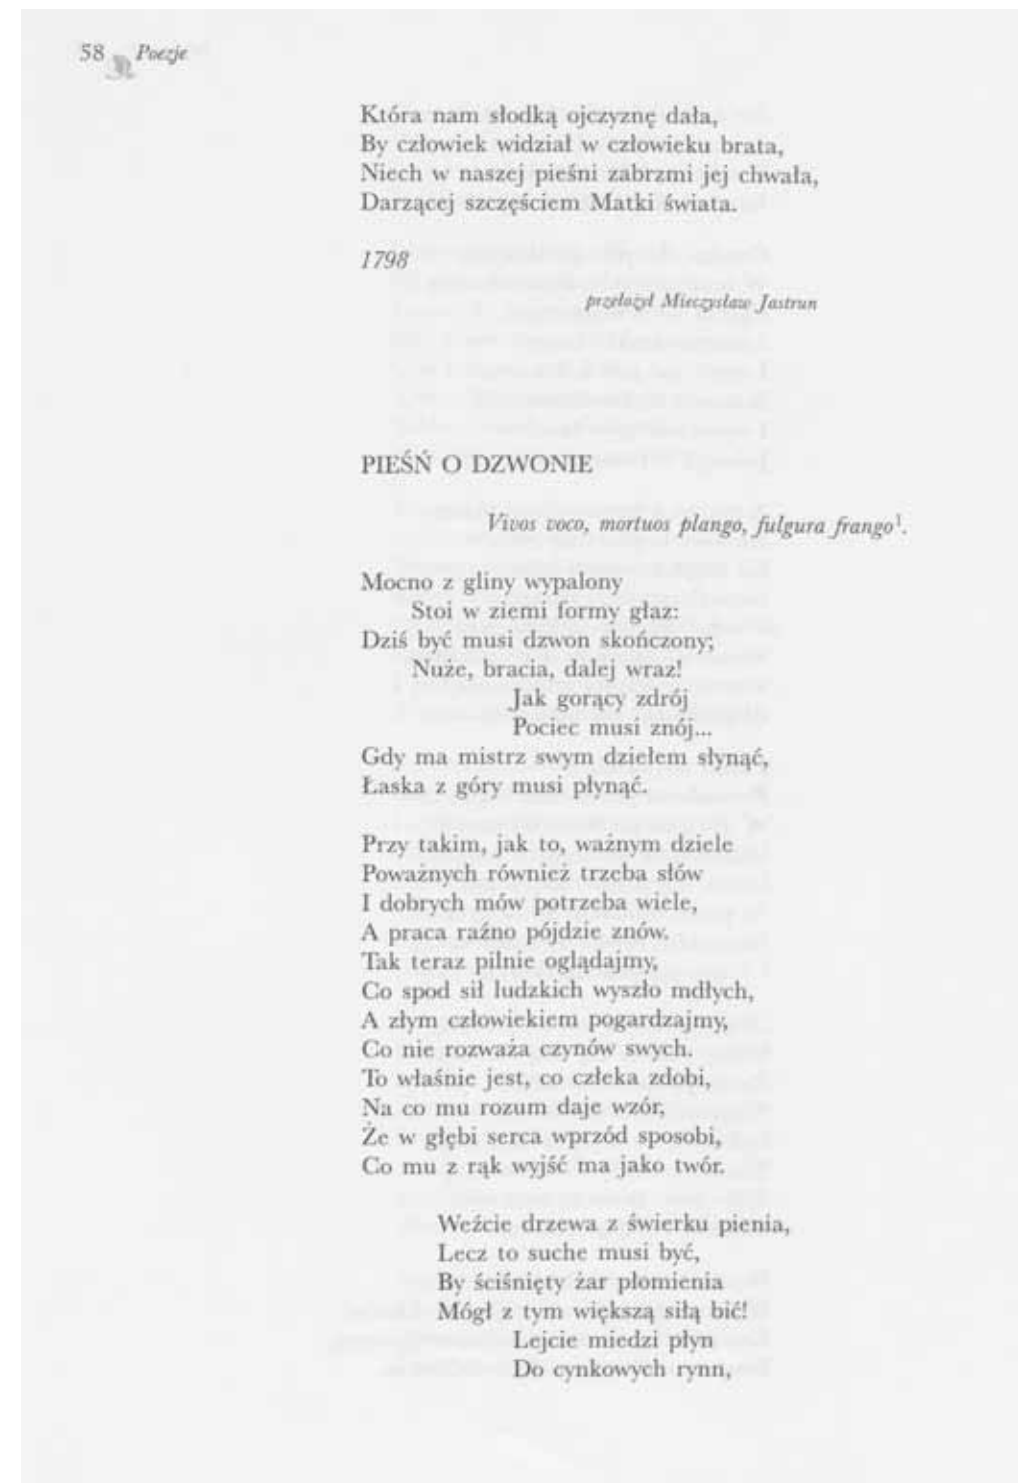 58 Poezje
Która nam słodką ojczyznę dała,
By człowiek widział w człowieku brata,
Niech w naszej pieśni zabrzmi jej chwała,
Darzącej szczęściem Matki świata.
1798
przełożył Mieczysław Jastrun
PIEŚŃ O DZWONIE
Vivos voco, mortuos plango, fulgura frango¹.
Mocno z gliny wypalony
Stoi w ziemi formy głaz:
Dziś być musi dzwon skończony;
Nuże, bracia, dalej wraz!
Jak gorący zdrój
Pociec musi znój...
Gdy ma mistrz swym dziełem słynąć,
Łaska z góry musi płynąć.
Przy takim, jak to, ważnym dziele
Poważnych również trzeba słów
I dobrych mów potrzeba wiele,
A praca raźno pójdzie znów.
Tak teraz pilnie oglądajmy,
Co spod sił ludzkich wyszło mdłych,
A złym człowiekiem pogardzajmy,
Co nie rozważa czynów swych.
To właśnie jest, co człeka zdobi,
Na co mu rozum daje wzór,
Że w głębi serca wprzód sposobi,
Co mu z rąk wyjść ma jako twór.
Weźcie drzewa z świerku pienia,
Lecz to suche musi być,
By ściśnięty żar płomienia
Mógł z tym większą siłą bić!
Lejcie miedzi płyn
Do cynkowych rynn,